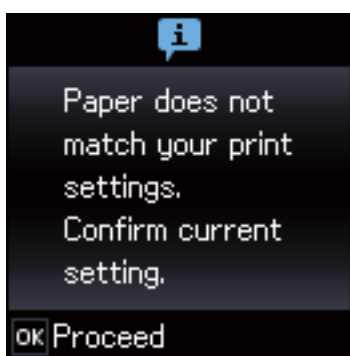 i
Paper does not
match your print
settings.
Confirm current
setting.
OK Proceed